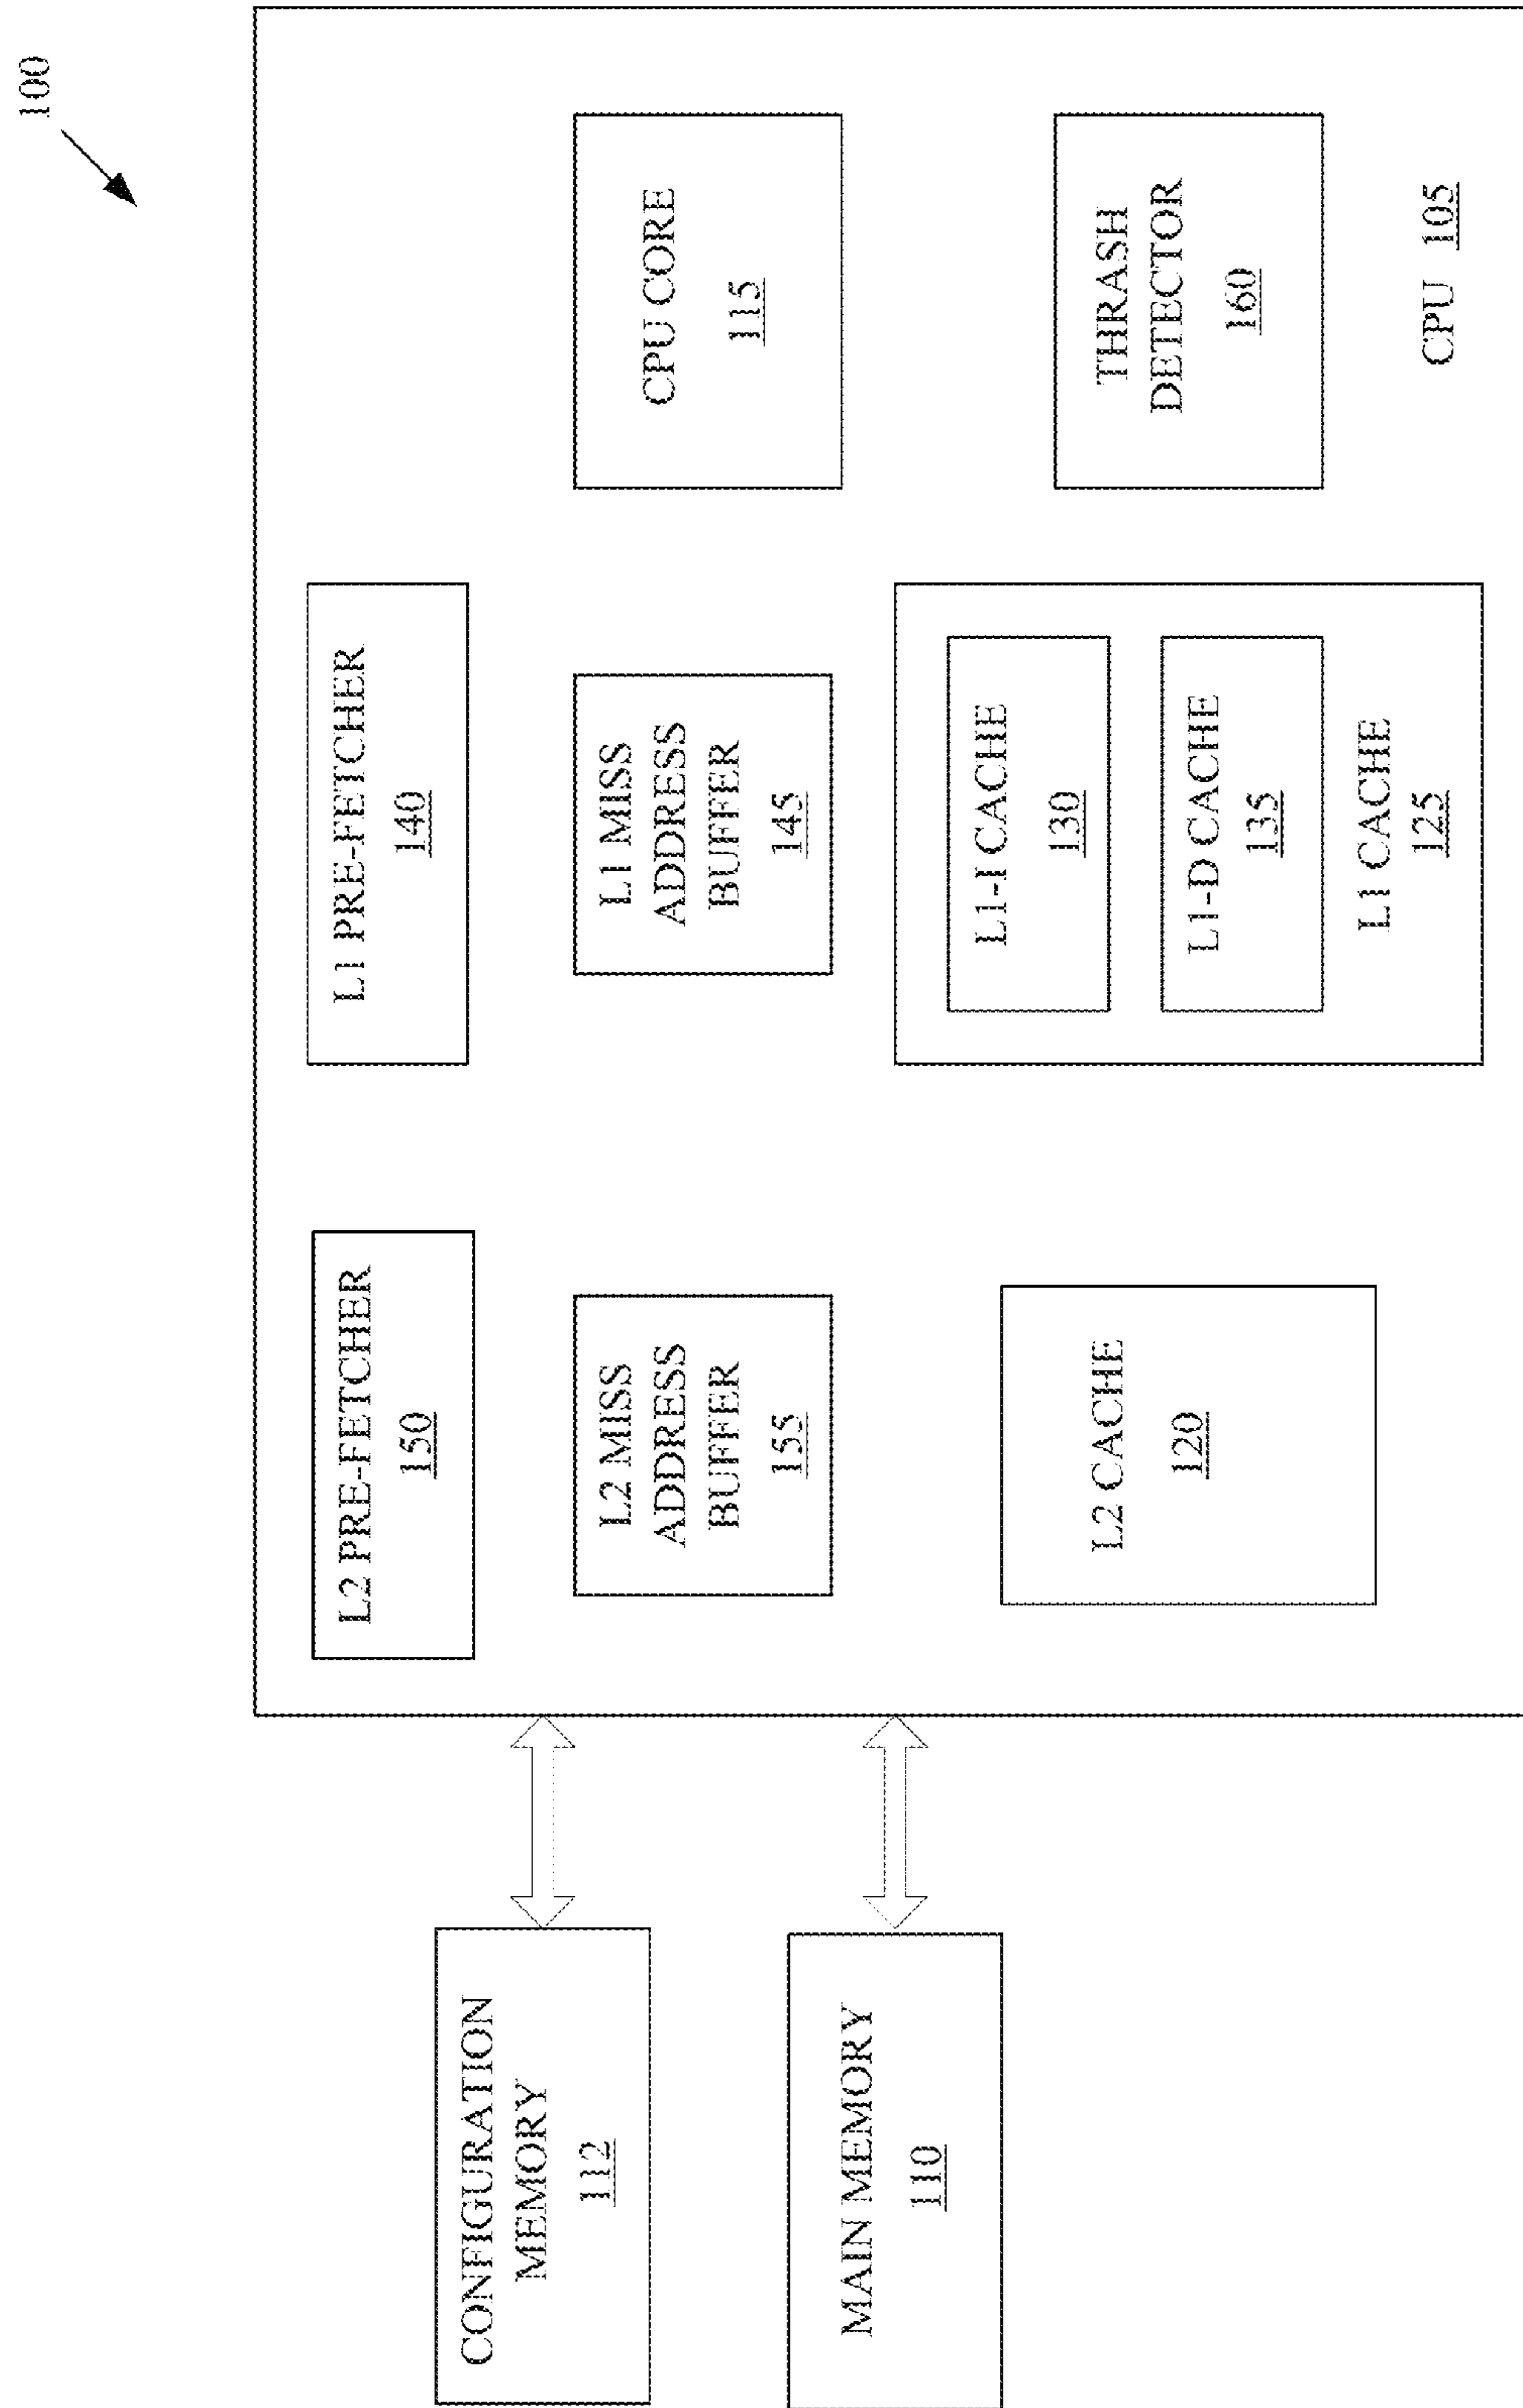 100
CONFIGURATION
MEMORY
112
MAIN MEMORY
110
L2 PRE-FETCHER
150
L2 MISS
ADDRESS
BUFFER
155
L2 CACHE
120
L1 PRE-FETCHER
140
L1 MISS
ADDRESS
BUFFER
145
L1-I CACHE
130
L1-D CACHE
135
L1 CACHE
125
CPU CORE
115
THRASH
DETECTOR
160
CPU 105